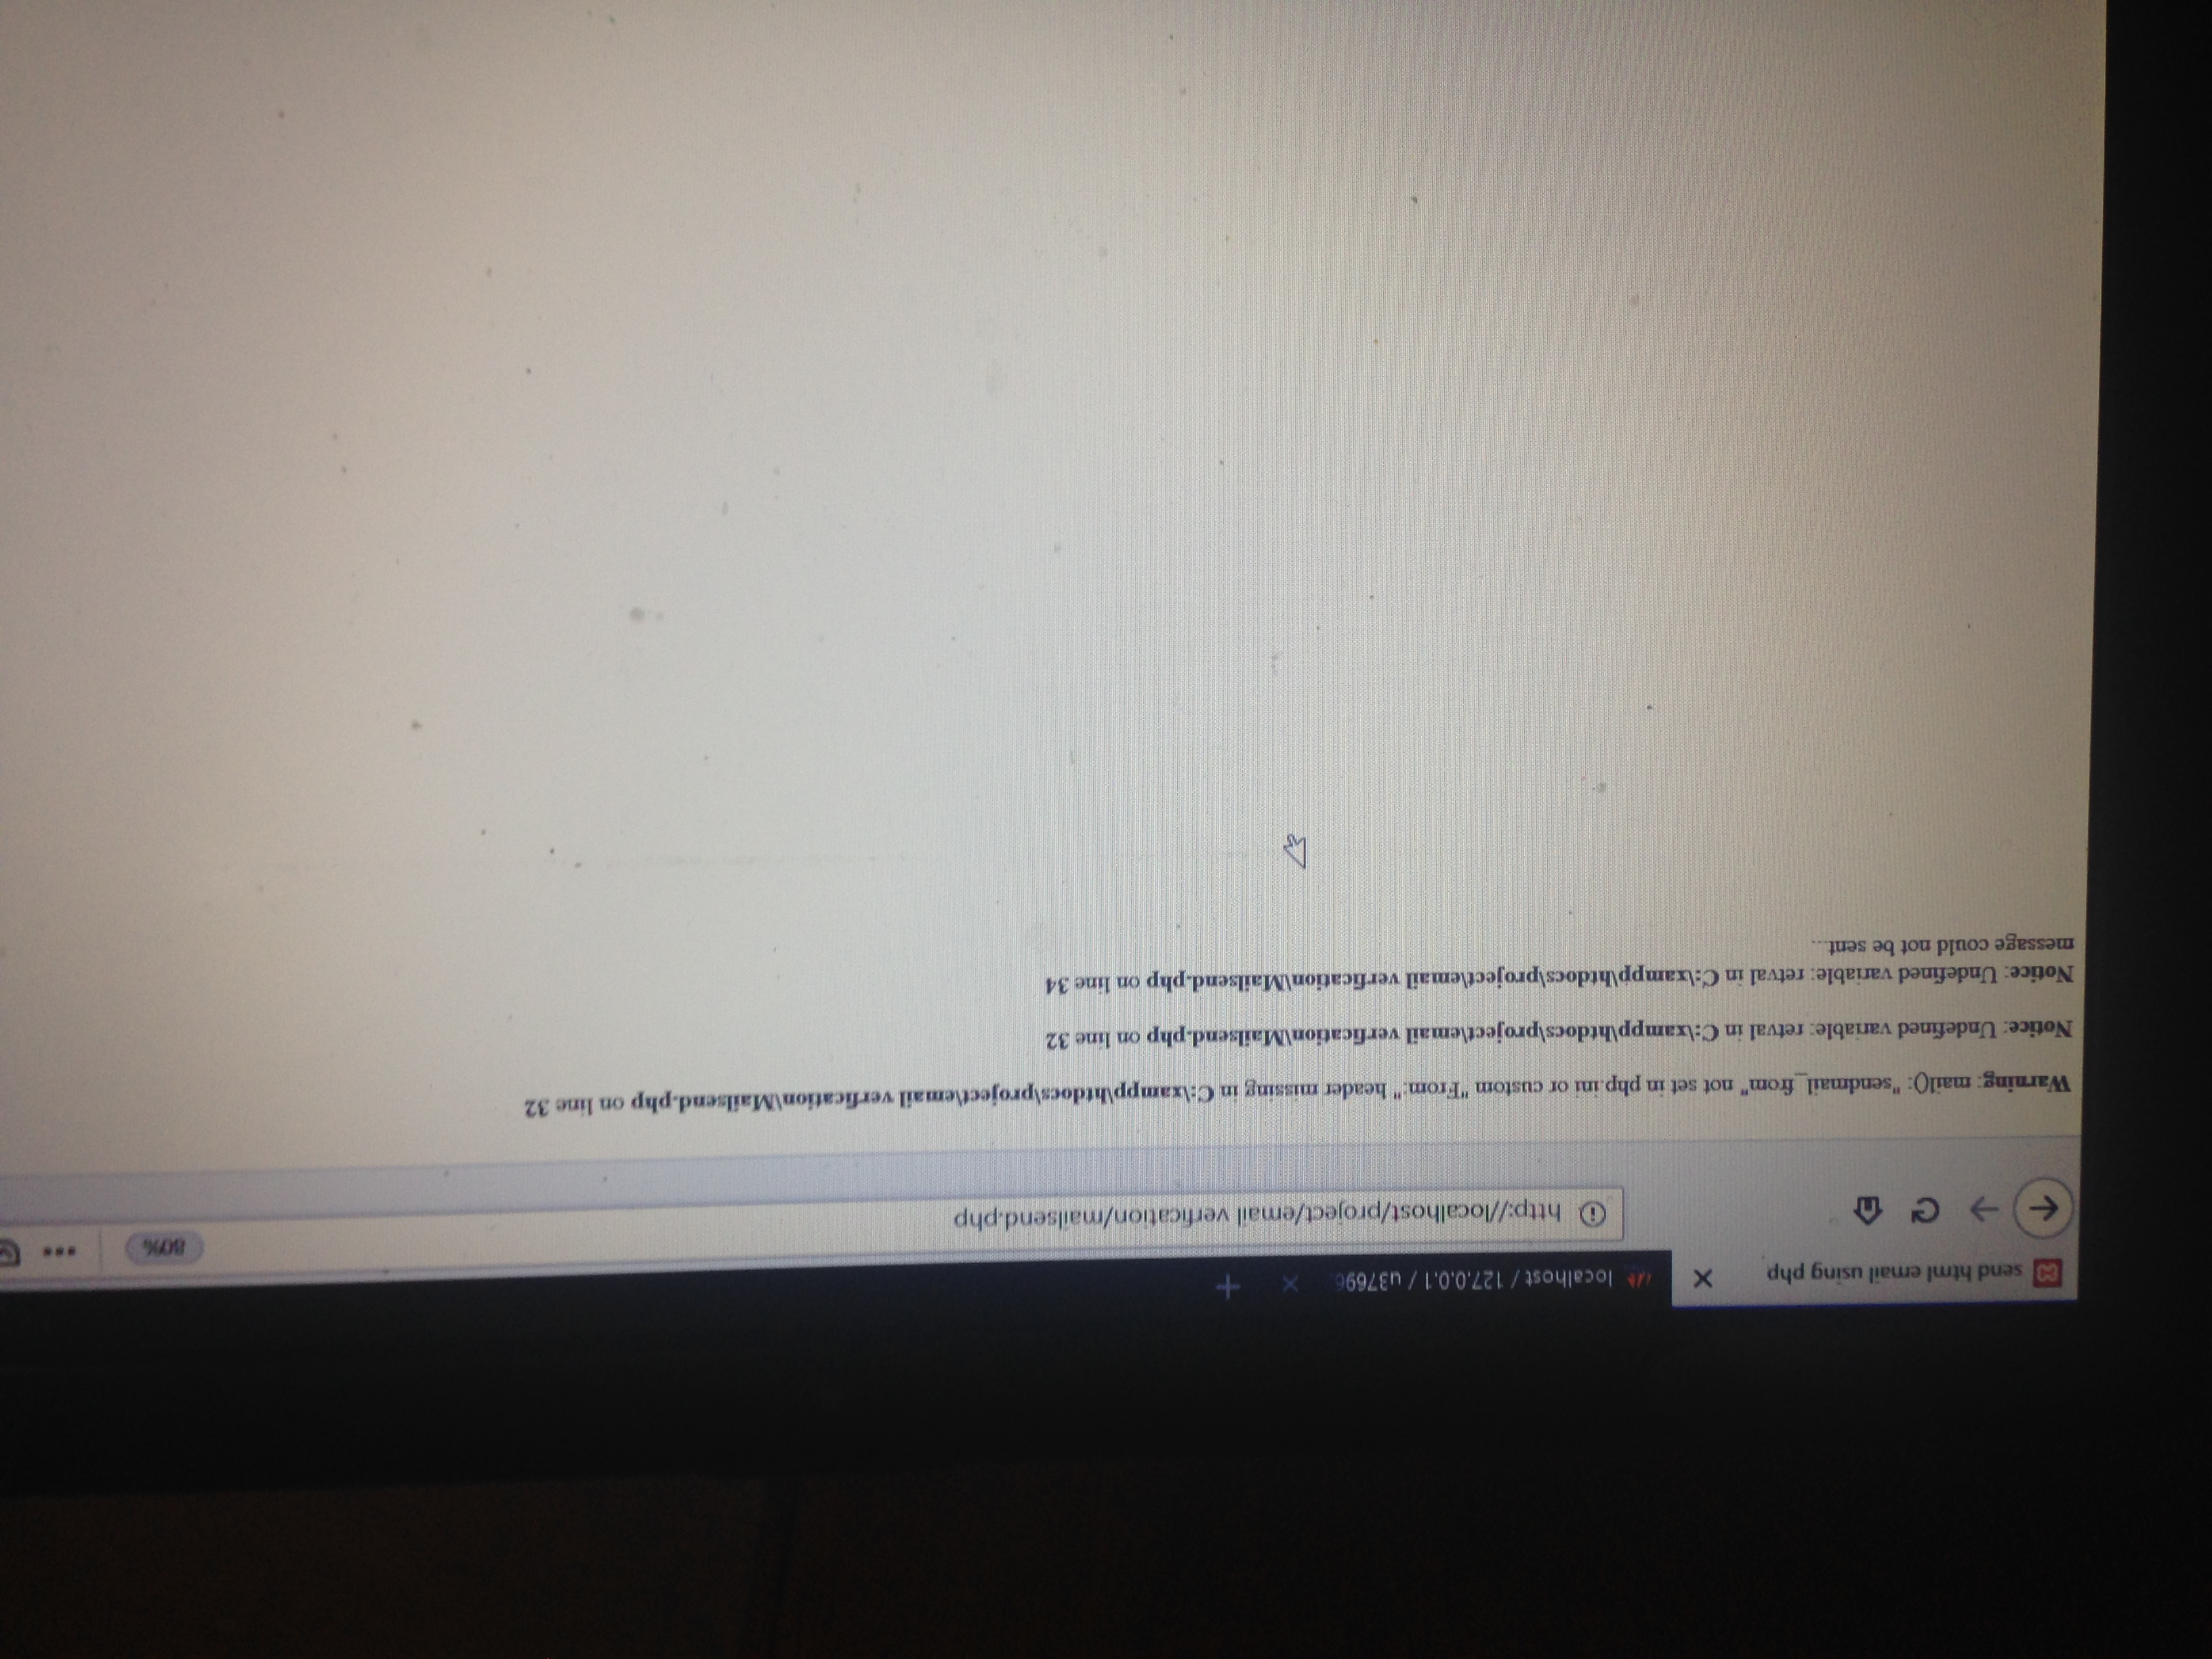 send html email using php
localhost / 127.0.0.1 / u37696
http://localhost/project/email verfication/mailsend.php
80%
Warning: mail(): "sendmail_from" not set in php.ini or custom "From:" header missing in C:\xampp\htdocs\project\email verfication\Mailsend.php on line 32
Notice: Undefined variable: retval in C:\xampp\htdocs\project\email verfication\Mailsend.php on line 32
Notice: Undefined variable: retval in C:\xampp\htdocs\project\email verfication\Mailsend.php on line 34
message could not be sent...